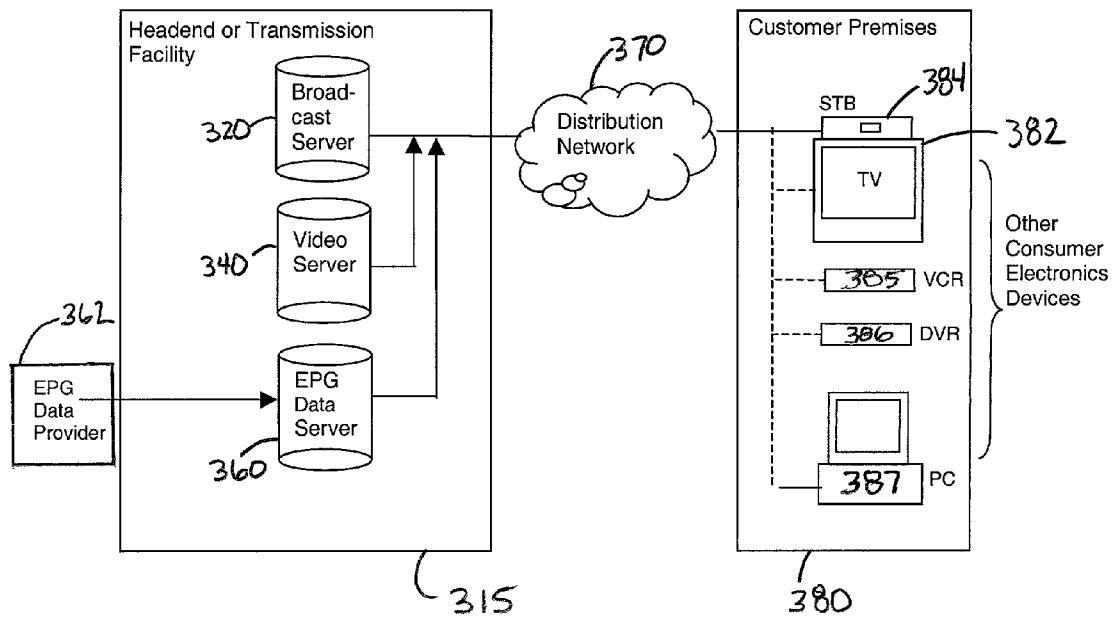 Headend or Transmission
Facility
Broad-
cast
Server
320
Video
Server
340
362
EPG
Data
Provider
EPG
Data
Server
360
315
370
Distribution
Network
Customer Premises
STB
384
382
TV
385
VCR
386
DVR
387
PC
Other
Consumer
Electronics
Devices
380